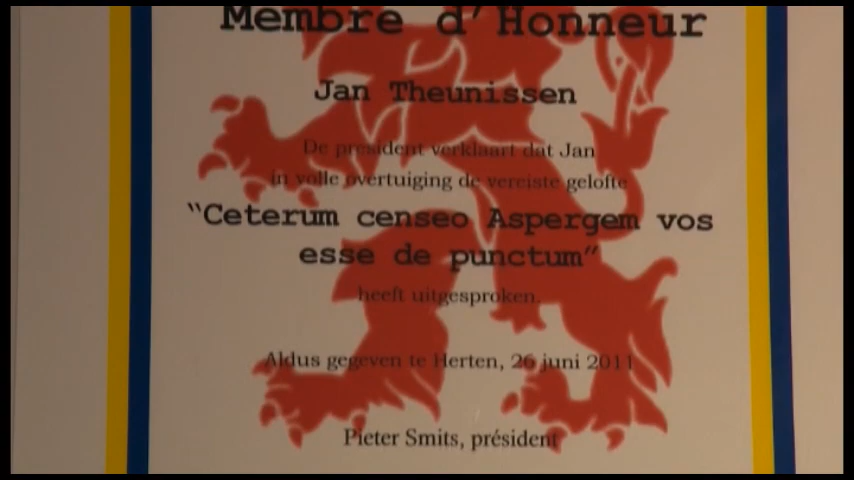 Membre d'Honneur
Jan Theunissen
De president verklaart dat Jan
in volle overtuiging de vereiste gelofte
"Ceterum censeo Aspergem vos
esse de punctum"
heeft uitgesproken.
Aldus gegeven te Herten, 26 juni 2011
Pieter Smits, président